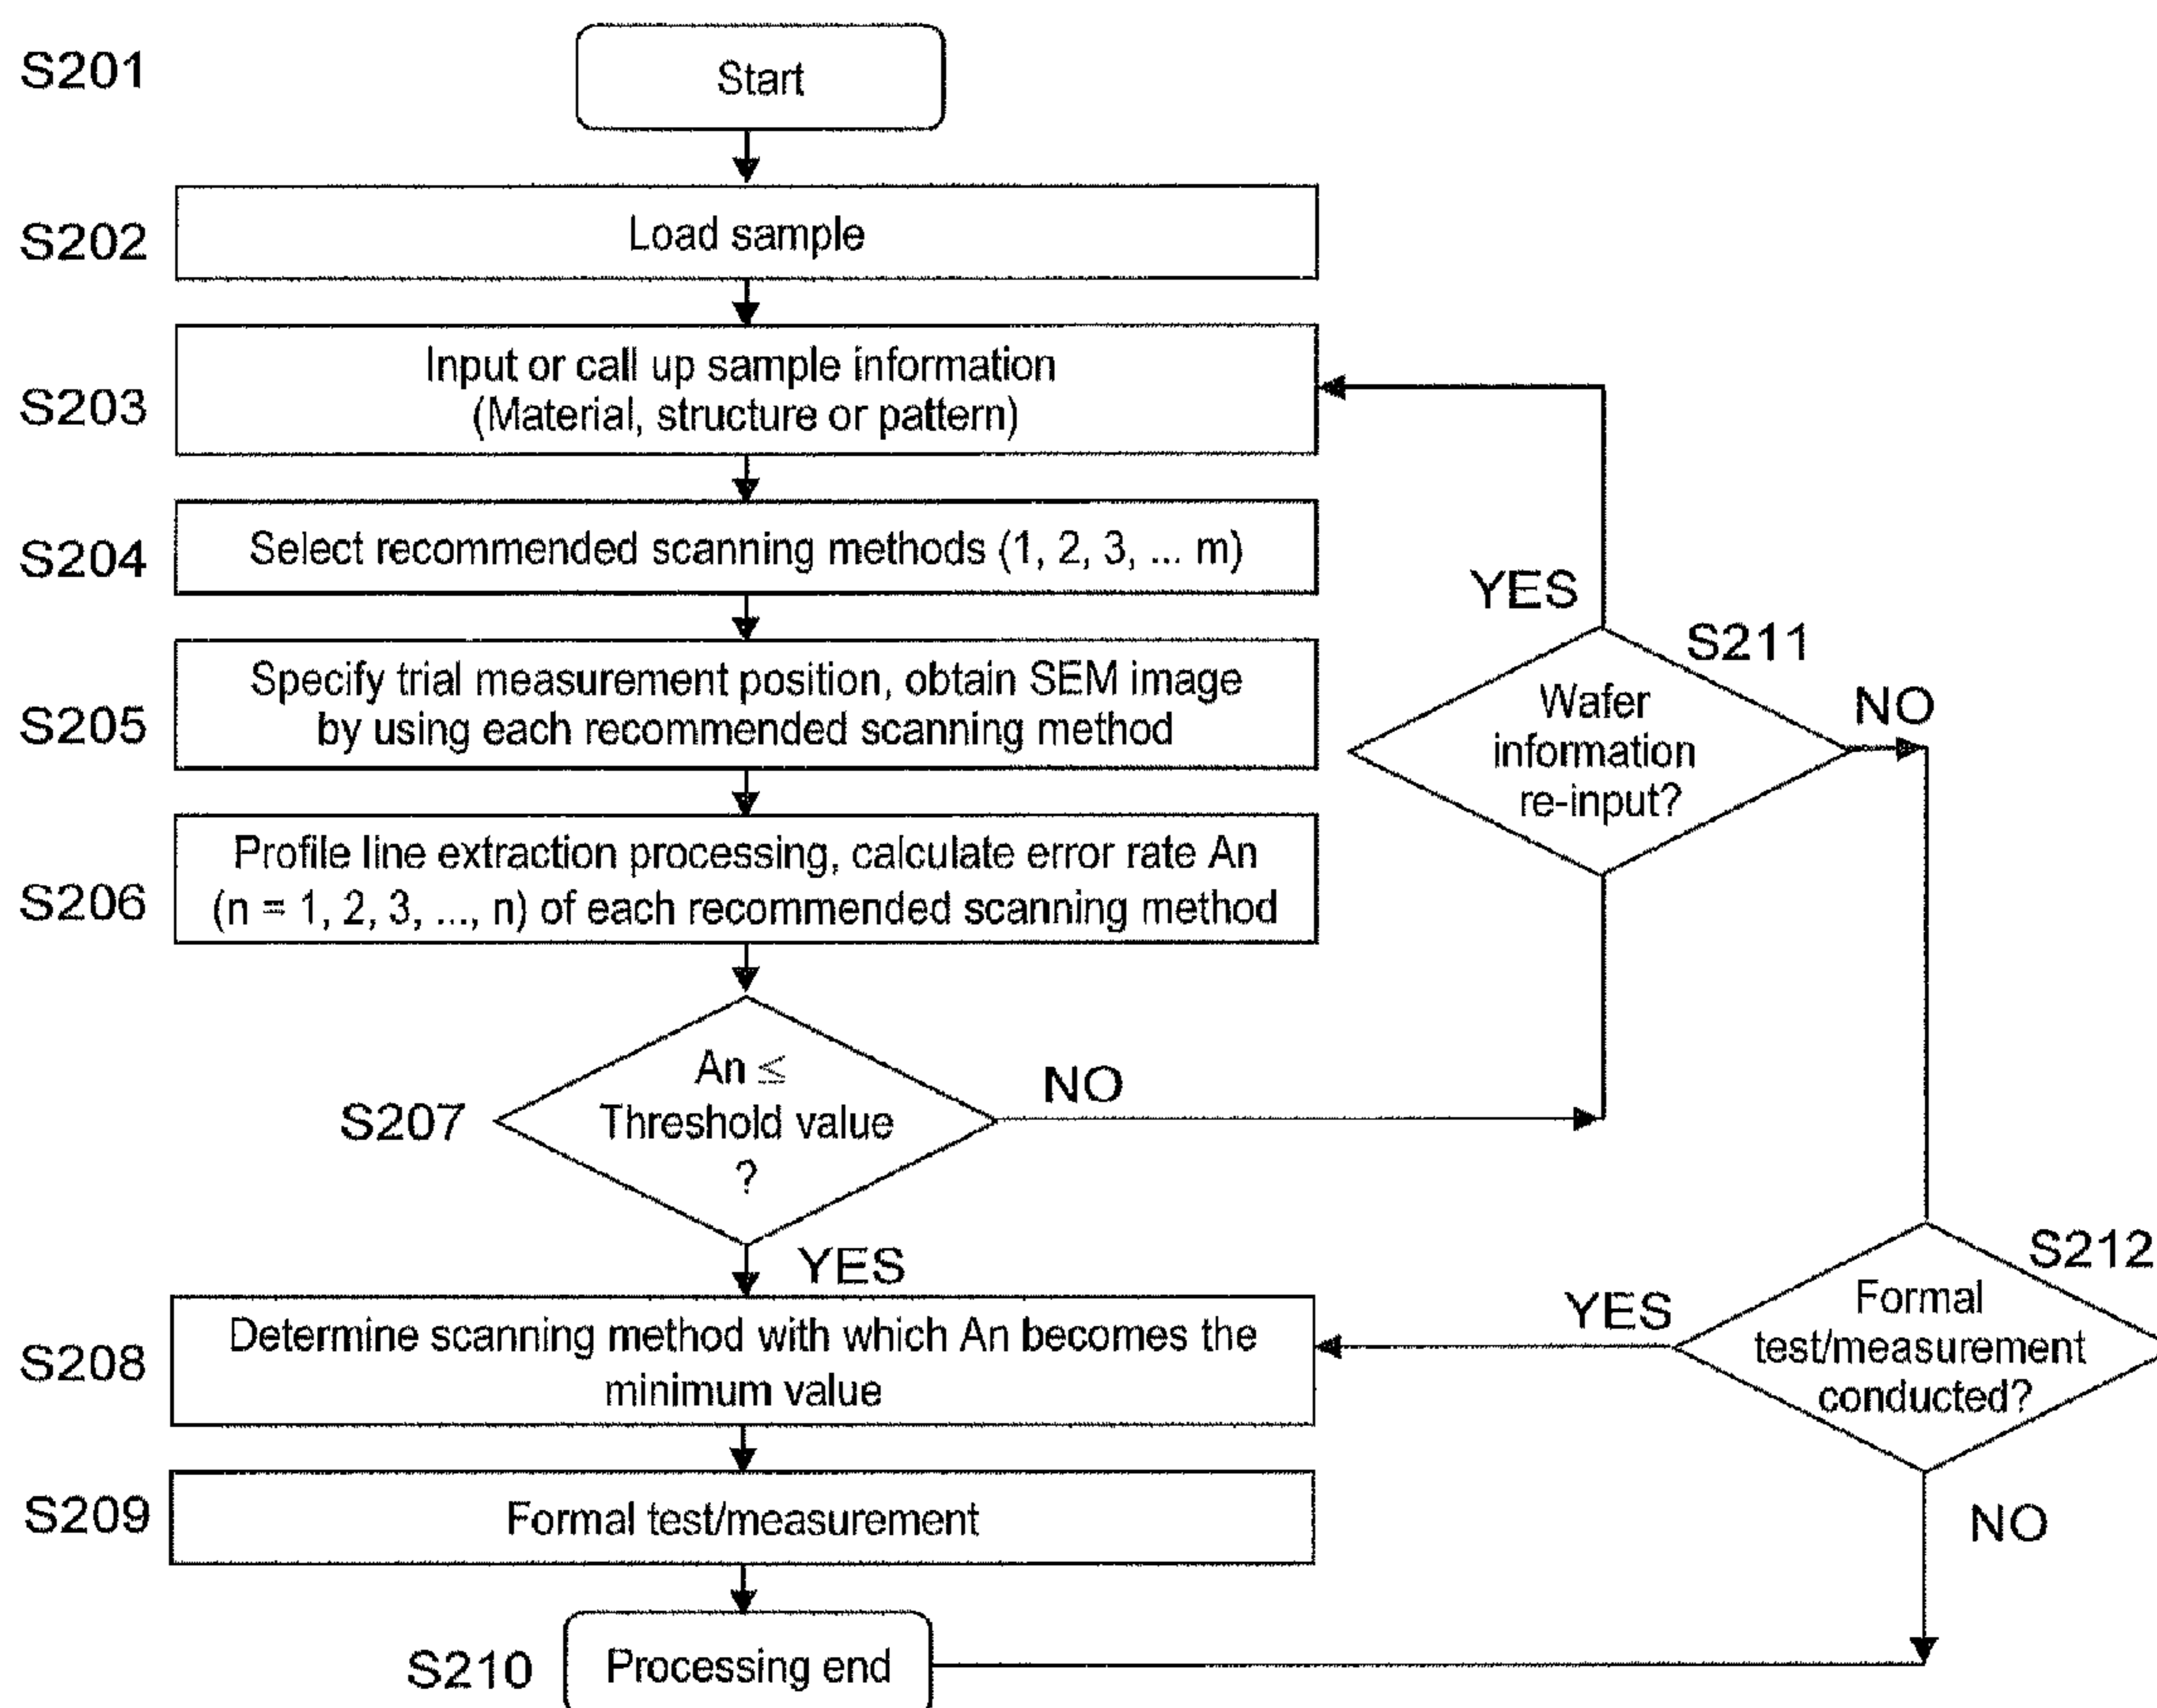 S201
Start
S202
Load sample
S203
Input or call up sample information
(Material, structure or pattern)
S204
Select recommended scanning methods (1, 2, 3, ... m)
S205
Specify trial measurement position, obtain SEM image
by using each recommended scanning method
S206
Profile line extraction processing, calculate error rate An
(n = 1, 2, 3, ..., n) of each recommended scanning method
S207
An ≤
Threshold value
?
NO
YES
S211
Wafer
information
re-input?
YES
NO
S212
Formal
test/measurement
conducted?
YES
NO
S208
Determine scanning method with which An becomes the
minimum value
S209
Formal test/measurement
S210
Processing end